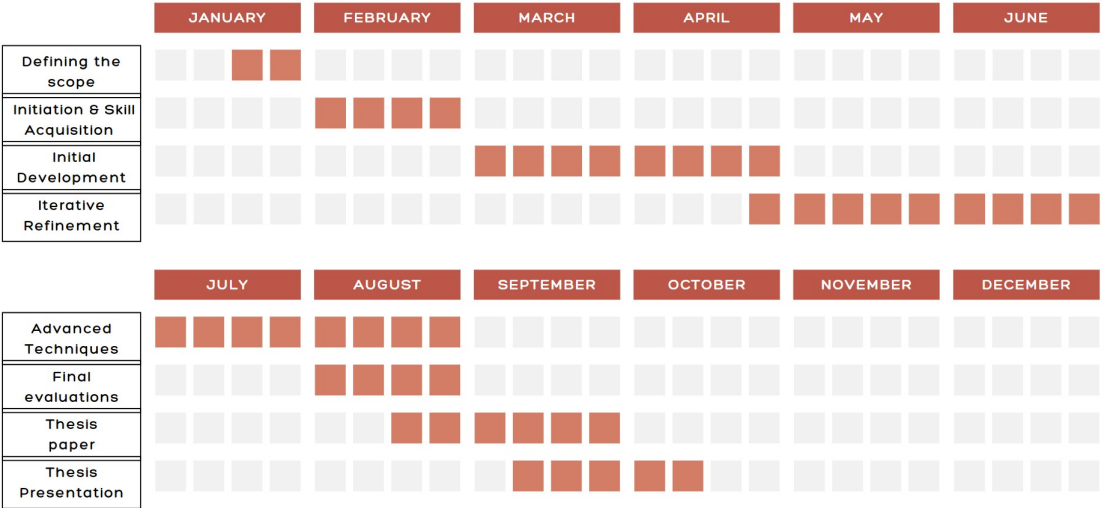 JANUARY FEBRUARY MARCH APRIL MAY JUNE
Defining the
scope
Initiation & Skill
Acquisition
Initial
Development
Iterative
Refinement
JULY AUGUST SEPTEMBER OCTOBER NOVEMBER DECEMBER
Advanced
Techniques
Final
evaluations
Thesis
paper
Thesis
Presentation